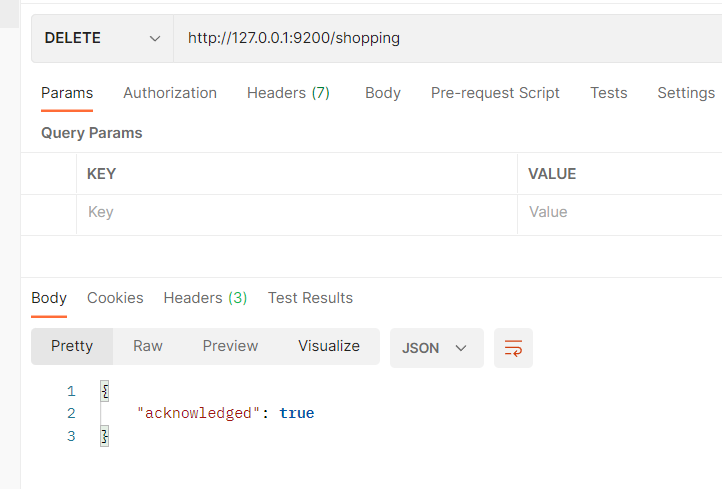 DELETE http://127.0.0.1:9200/shopping
Params Authorization Headers (7) Body Pre-request Script Tests Settings
Query Params
KEY VALUE
Key Value
Body Cookies Headers (3) Test Results
Pretty Raw Preview Visualize JSON
1 {
2 "acknowledged": true
3 }